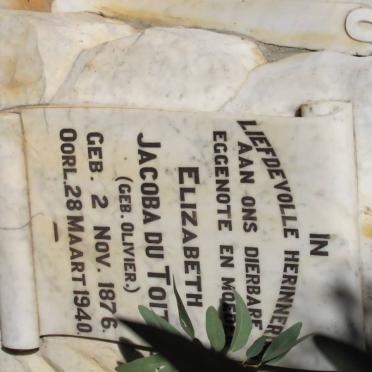 IN
LIEFDEVOLLE HERINNER
AAN ONS DIERBARE
EGGENOTE EN MOEDER
ELIZABETH
JACOBA DU TOIT
(GEB. OLIVIER.)
GEB. 2 NOV. 1876.
OORL. 28 MAART 1940.